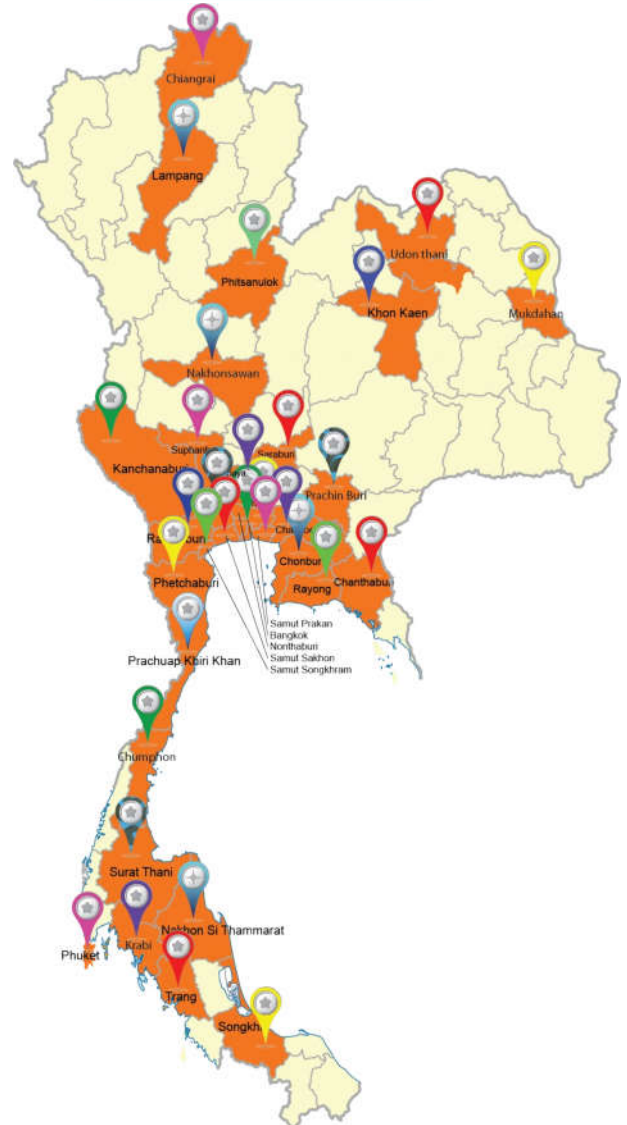 Chiangrai
Lampang
Udon thani
Phitsanulok
Khon Kaen
Mukdahan
Nakhonsawan
Saraburi
Kanchanaburi
Prachin Buri
Chonburi
Phetchaburi
Rayong
Chanthaburi
Samut Prakan
Bangkok
Nonthaburi
Samut Sakhon
Samut Songkhram
Prachuap Khiri Khan
Chumphon
Surat Thani
Nakhon Si Thammarat
Krabi
Phuket
Trang
Songkh